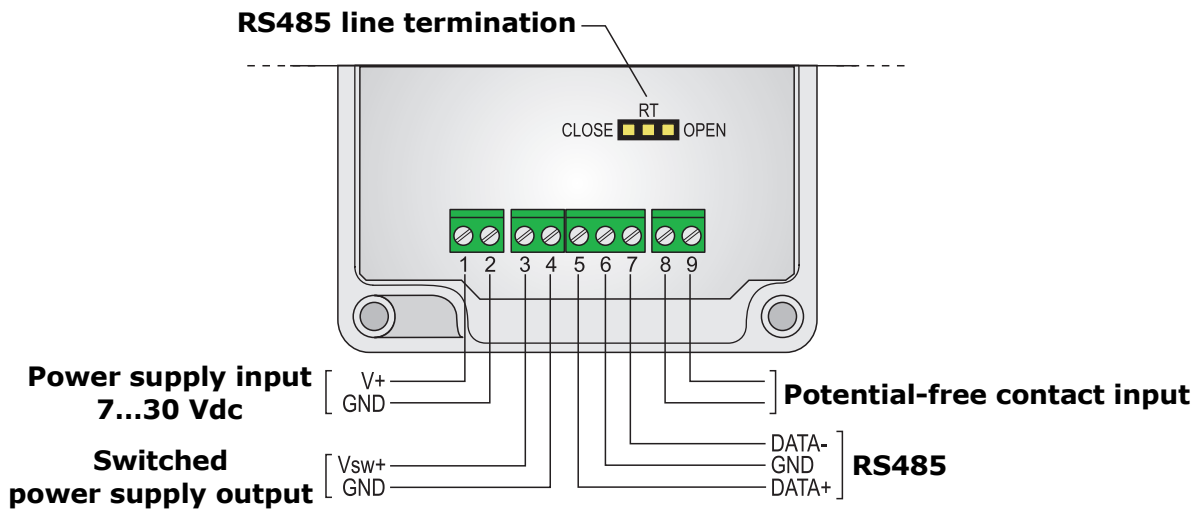 RS485 line termination
RT
CLOSE OPEN
1 2 3 4 5 6 7 8 9
Power supply input
7...30 Vdc
V+
GND
Potential-free contact input
Switched
power supply output
Vsw+
GND
DATA-
GND
DATA+
RS485